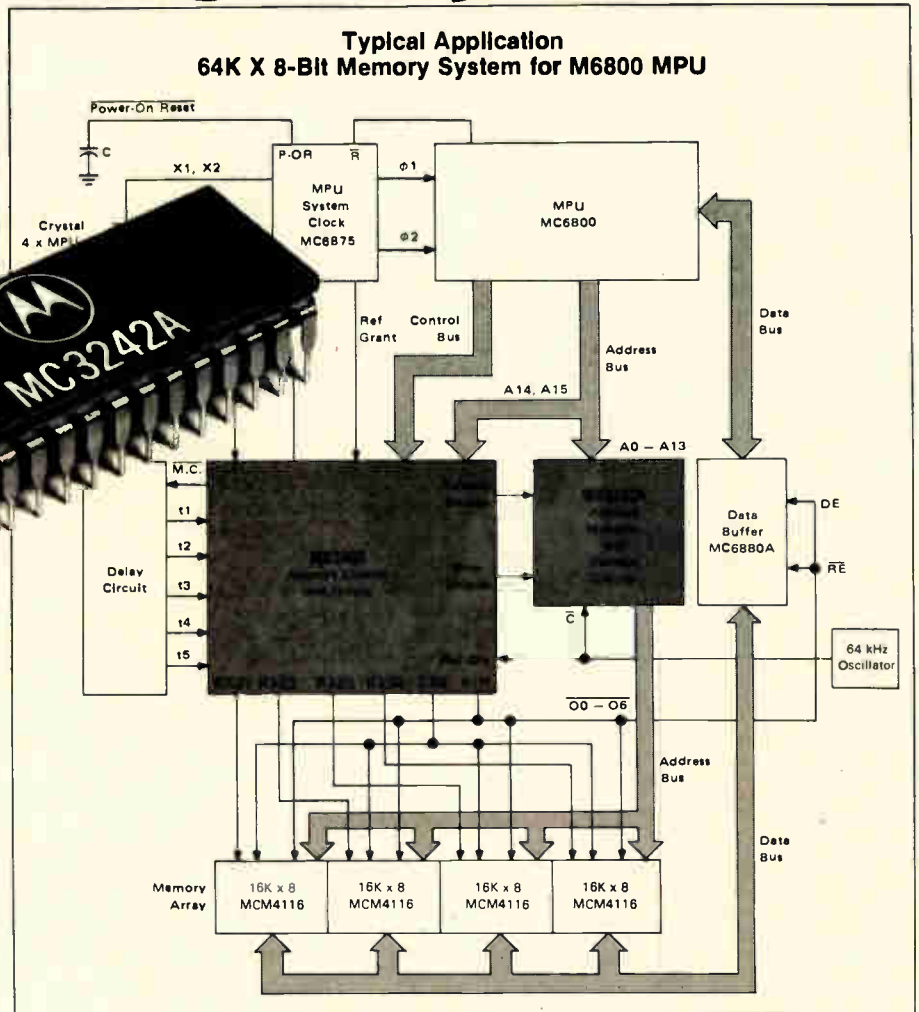 Typical Application
64K X 8-Bit Memory System for M6800 MPU
Power-On Reset
C
X1, X2
P-OR
R
MPU
System
Clock
MC6875
φ1
φ2
MPU
MC6800
Crystal
4 x MPU
MC3242A
Ref
Grant
Control
Bus
Address
Bus
Data
Bus
A14, A15
A0 – A13
M.C.
t1
t2
t3
t4
t5
Delay
Circuit
Data
Buffer
MC6880A
DE
RE
C
64 kHz
Oscillator
O0 – O6
Address
Bus
Data
Bus
Memory
Array
16K x 8
MCM4116
16K x 8
MCM4116
16K x 8
MCM4116
16K x 8
MCM4116